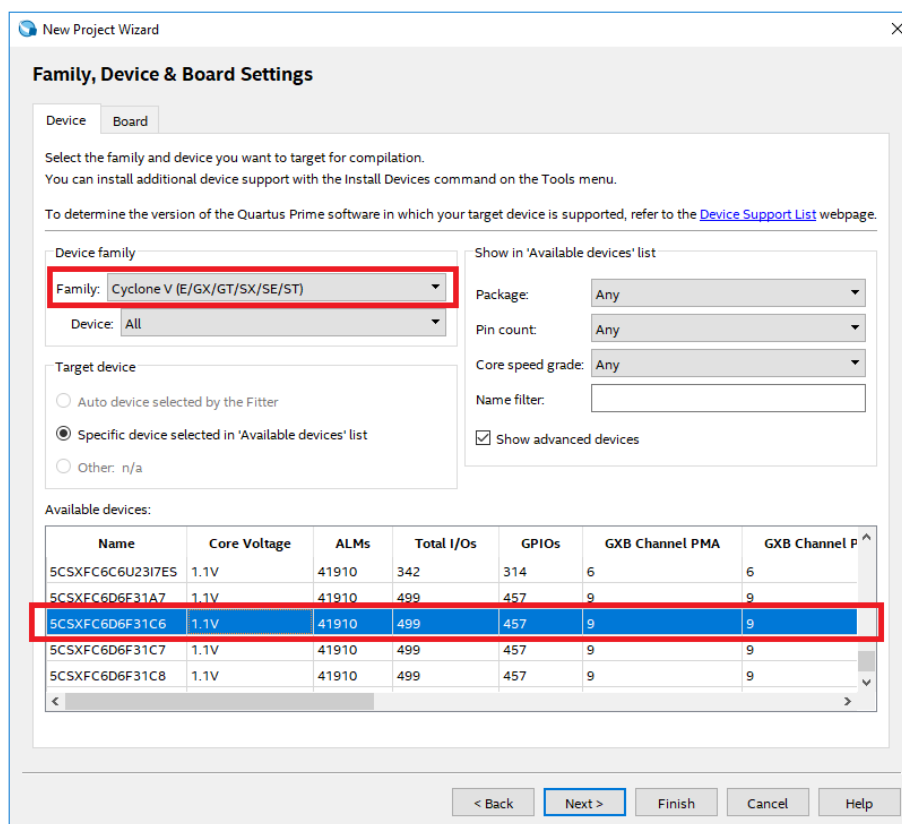 New Project Wizard
Family, Device & Board Settings
Device Board
Select the family and device you want to target for compilation.
You can install additional device support with the Install Devices command on the Tools menu.
To determine the version of the Quartus Prime software in which your target device is supported, refer to the Device Support List webpage.
Device family
Family: Cyclone V (E/GX/GT/SX/SE/ST)
Device: All
Show in 'Available devices' list
Package: Any
Pin count: Any
Core speed grade: Any
Name filter:
Show advanced devices
Target device
Auto device selected by the Fitter
Specific device selected in 'Available devices' list
Other: n/a
Available devices:
Name Core Voltage ALMs Total I/Os GPIOs GXB Channel PMA GXB Channel P
5CSXFC6C6U23I7ES 1.1V 41910 342 314 6 6
5CSXFC6D6F31A7 1.1V 41910 499 457 9 9
5CSXFC6D6F31C6 1.1V 41910 499 457 9 9
5CSXFC6D6F31C7 1.1V 41910 499 457 9 9
5CSXFC6D6F31C8 1.1V 41910 499 457 9 9
< Back Next > Finish Cancel Help